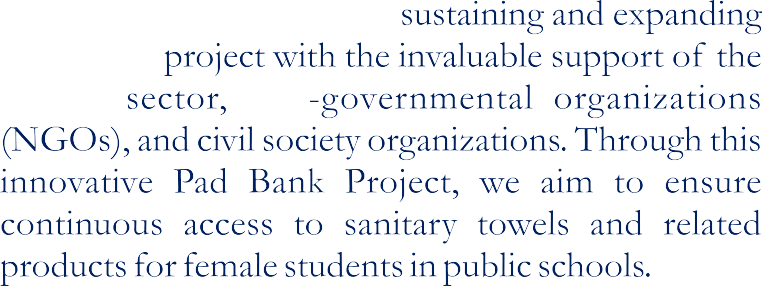 sustaining and expanding
project with the invaluable support of the
sector, -governmental organizations
(NGOs), and civil society organizations. Through this
innovative Pad Bank Project, we aim to ensure
continuous access to sanitary towels and related
products for female students in public schools.